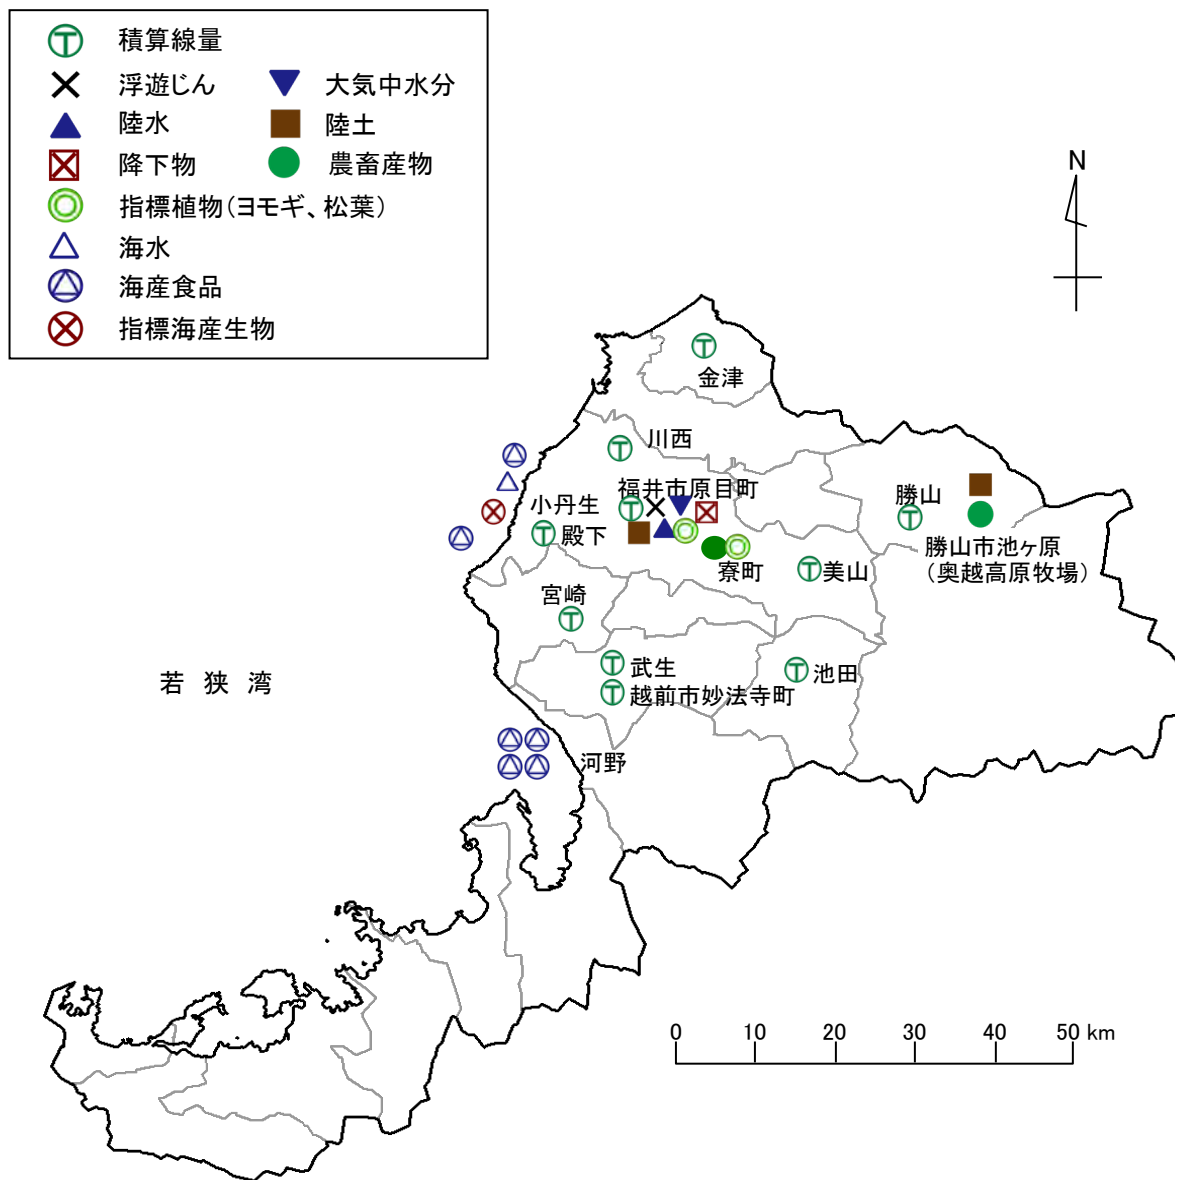 積算線量
浮遊じん 大気中水分
陸水 陸土
降下物 農畜産物
指標植物(ヨモギ、松葉)
海水
海産食品
指標海産生物
N
金津
川西
福井市原目町
勝山
小丹生
殿下
勝山市池ヶ原
(奥越高原牧場)
寮町
美山
宮崎
武生
池田
越前市妙法寺町
若狭湾
河野
0 10 20 30 40 50 km